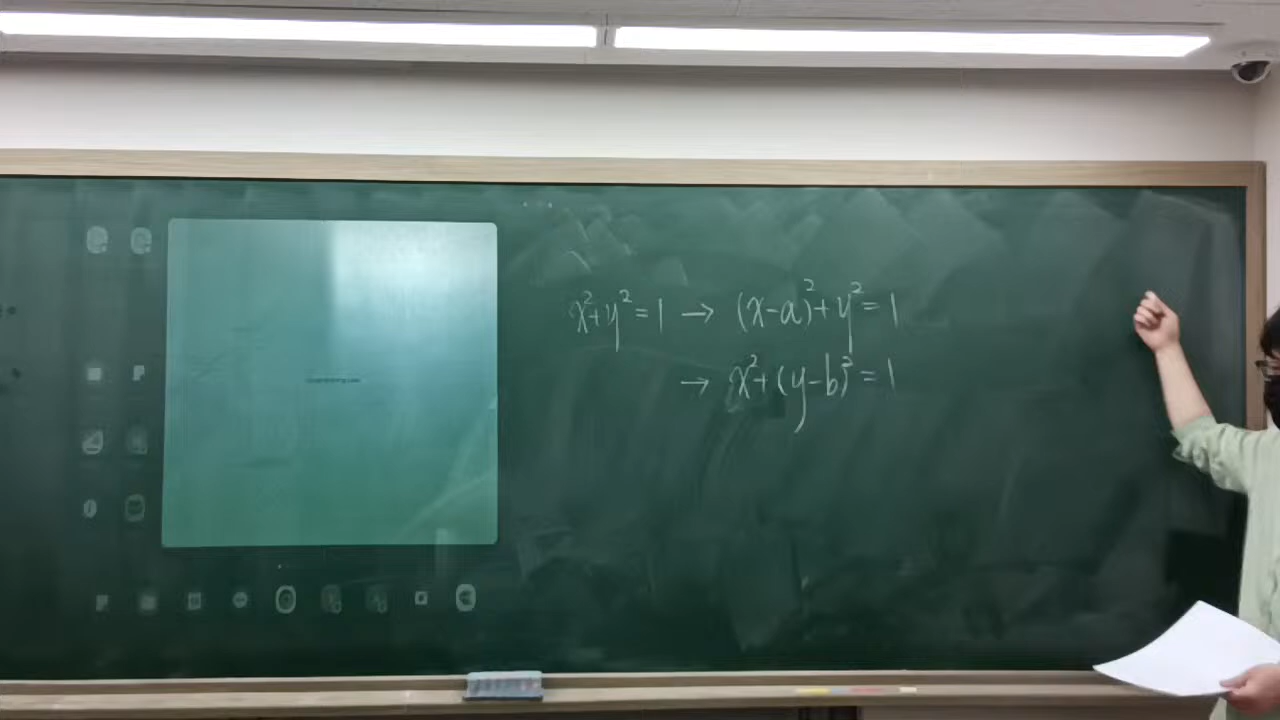 x²+y²=1 → (x-a)²+y²=1
→ x²+(y-b)²=1